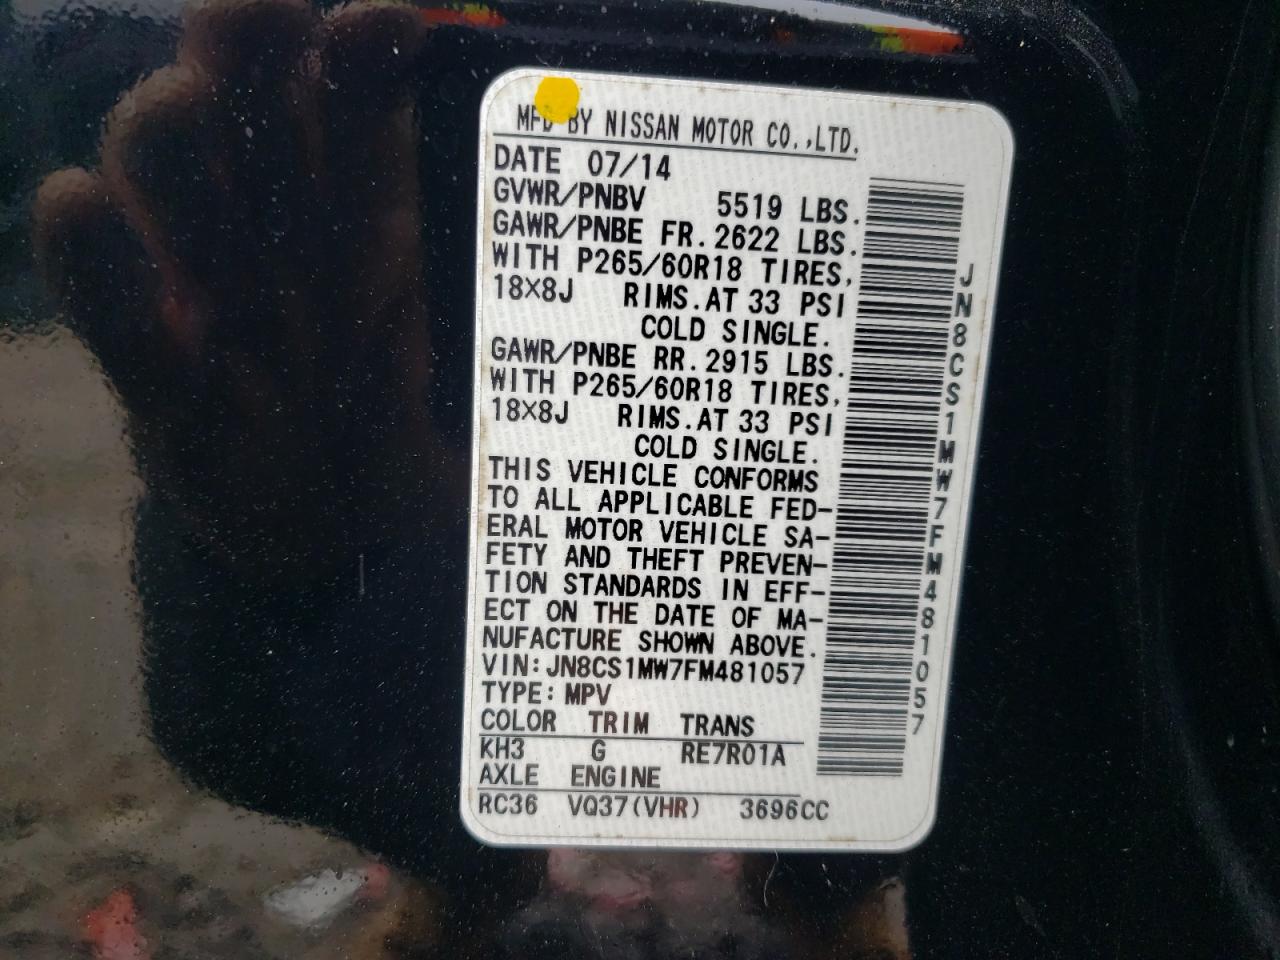 MFD BY NISSAN MOTOR CO.,LTD.
DATE 07/14
GVWR/PNBV 5519 LBS.
GAWR/PNBE FR.2622 LBS.
WITH P265/60R18 TIRES,
18X8J RIMS.AT 33 PSI
COLD SINGLE.
GAWR/PNBE RR.2915 LBS.
WITH P265/60R18 TIRES,
18X8J RIMS.AT 33 PSI
COLD SINGLE.
THIS VEHICLE CONFORMS
TO ALL APPLICABLE FED-
ERAL MOTOR VEHICLE SA-
FETY AND THEFT PREVEN-
TION STANDARDS IN EFF-
ECT ON THE DATE OF MA-
NUFACTURE SHOWN ABOVE.
VIN:JN8CS1MW7FM481057
TYPE:MPV
COLOR TRIM TRANS
KH3 G RE7R01A
AXLE ENGINE
RC36 VQ37(VHR) 3696CC
JN8CS1MW7FM481057